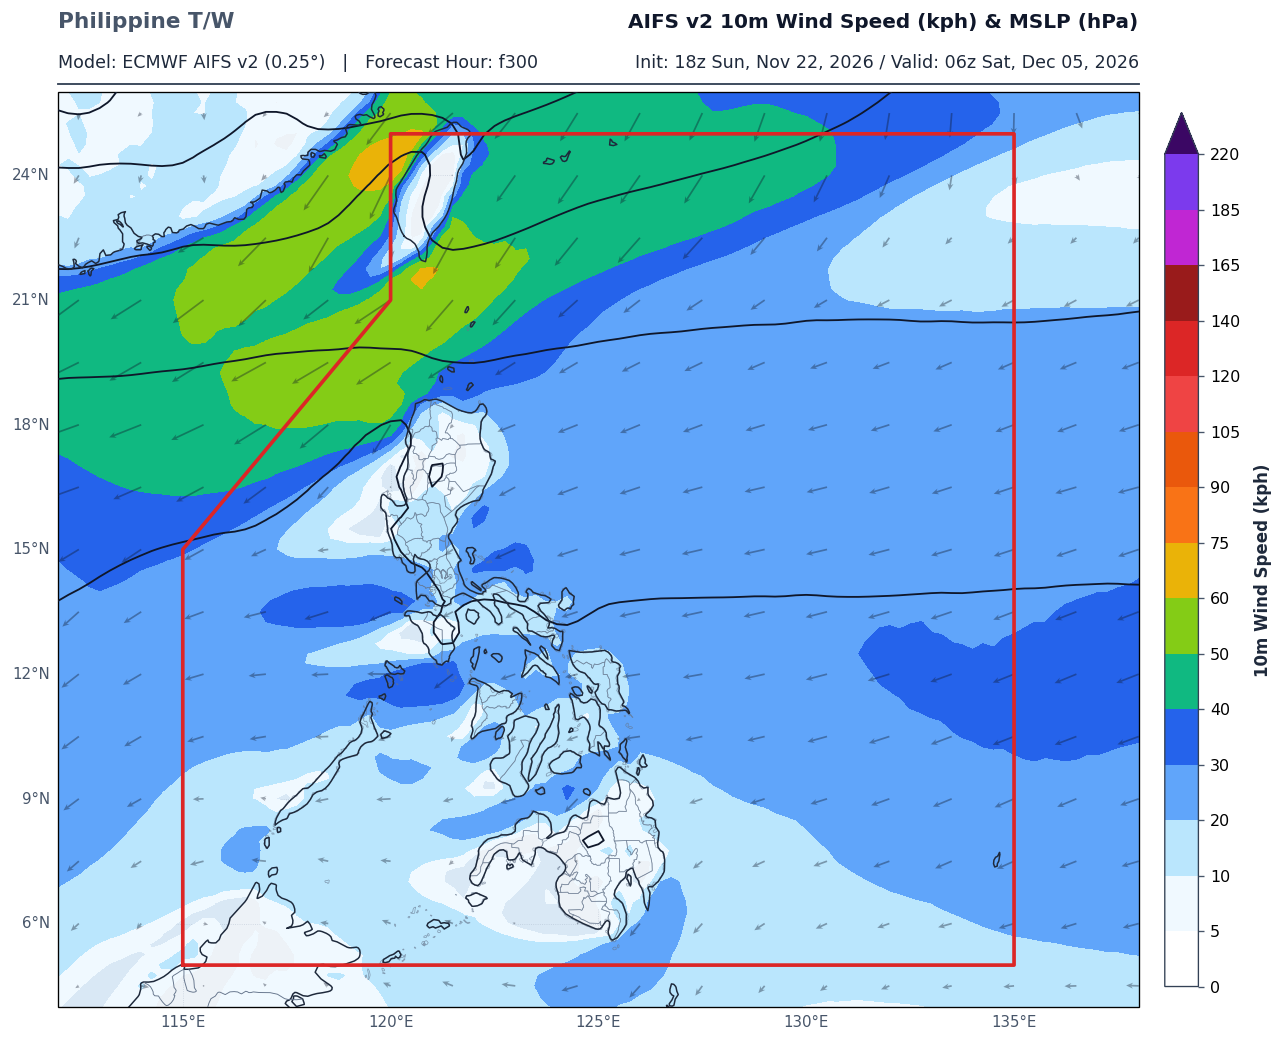 Philippine T/W
AIFS v2 10m Wind Speed (kph) & MSLP (hPa)
Model: ECMWF AIFS v2 (0.25°) | Forecast Hour: f300
Init: 18z Sun, Nov 22, 2026 / Valid: 06z Sat, Dec 05, 2026
24°N
21°N
18°N
15°N
12°N
9°N
6°N
115°E
120°E
125°E
130°E
135°E
220
185
165
140
120
105
90
75
60
50
40
30
20
10
5
0
10m Wind Speed (kph)